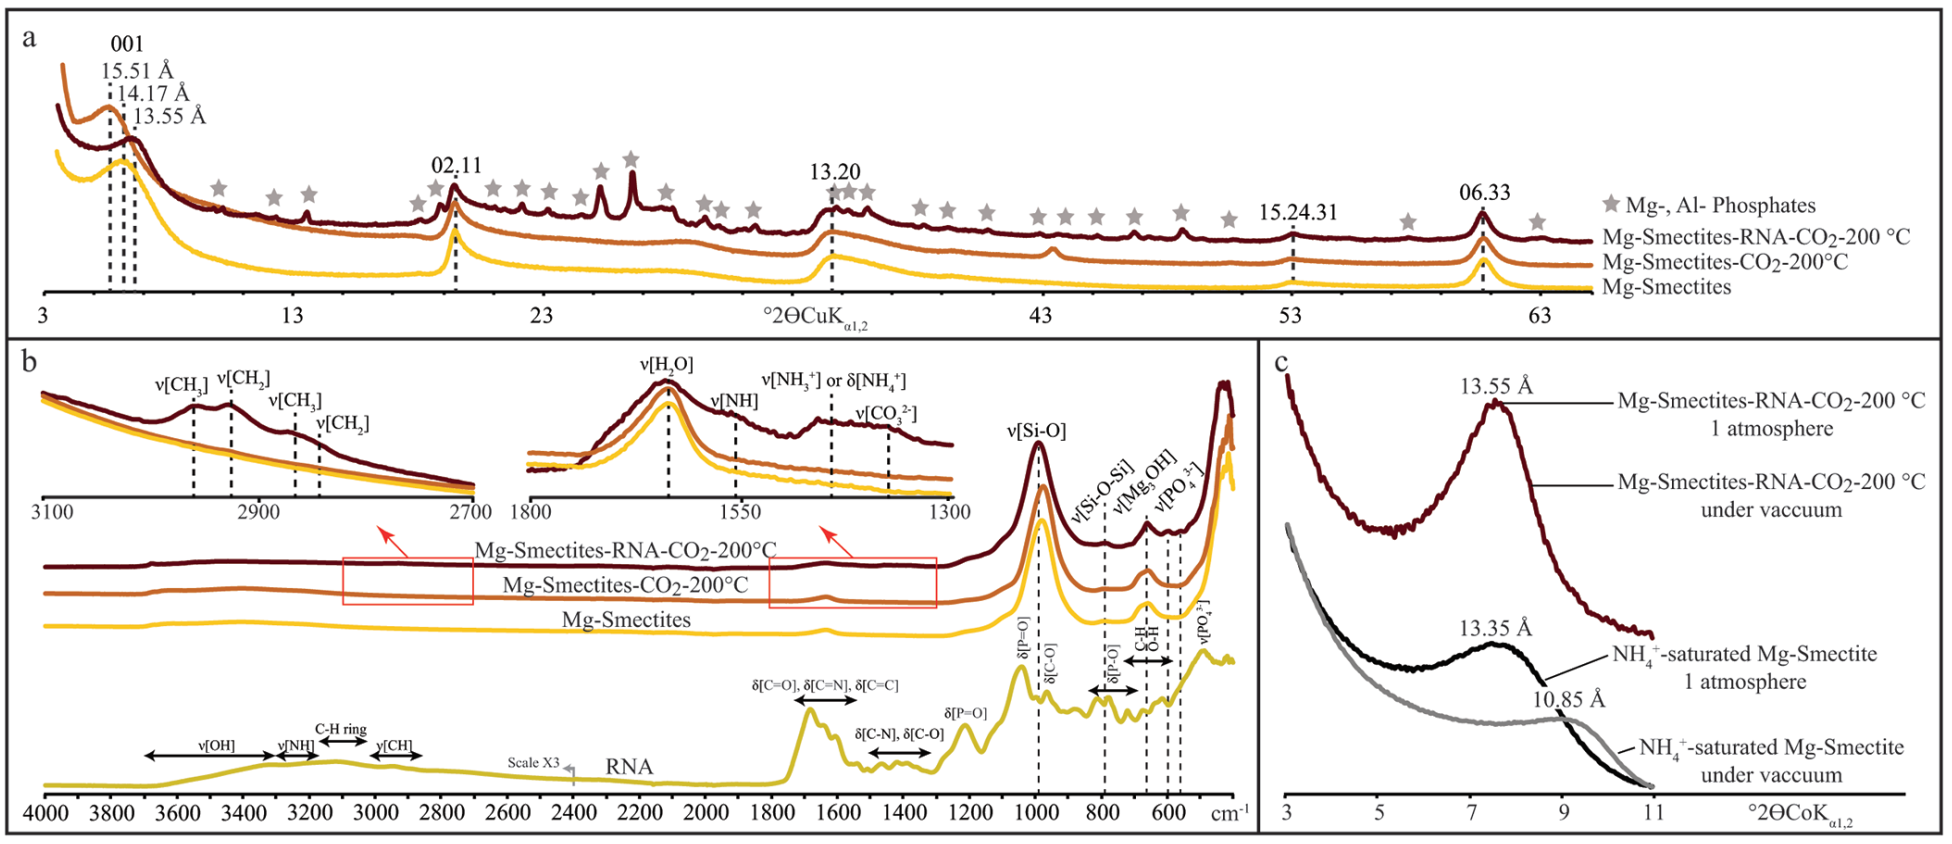 a
001
15.51 Å
14.17 Å
13.55 Å
02.11
13.20
15.24.31
06.33
Mg-, Al- Phosphates
Mg-Smectites-RNA-CO₂-200 °C
Mg-Smectites-CO₂-200°C
Mg-Smectites
3 13 23 °2ϴCuKα1,2 43 53 63
b
ν[CH₃] ν[CH₂] ν[CH₃] ν[CH₂]
3100 2900 2700
ν[H₂O] ν[NH] ν[NH₃⁺] or δ[NH₄⁺] ν[CO₃²⁻]
1800 1550 1300
ν[Si-O] ν[Si-O-Si] ν[Mg₃OH] ν[PO₄³⁻]
Mg-Smectites-RNA-CO₂-200°C
Mg-Smectites-CO₂-200°C
Mg-Smectites
δ[P=O] δ[C-O] δ[P-O] C-H O-H ν[PO₄³⁻]
δ[C=O], δ[C=N], δ[C=C]
δ[C-N], δ[C-O]
δ[P=O]
ν[OH] ν[NH] C-H ring ν[CH]
Scale X3
RNA
4000 3800 3600 3400 3200 3000 2800 2600 2400 2200 2000 1800 1600 1400 1200 1000 800 600 cm⁻¹
c
13.55 Å
Mg-Smectites-RNA-CO₂-200 °C
1 atmosphere
Mg-Smectites-RNA-CO₂-200 °C
under vaccuum
13.35 Å
NH₄⁺-saturated Mg-Smectite
1 atmosphere
10.85 Å
NH₄⁺-saturated Mg-Smectite
under vaccuum
3 5 7 9 11 °2ϴCoKα1,2